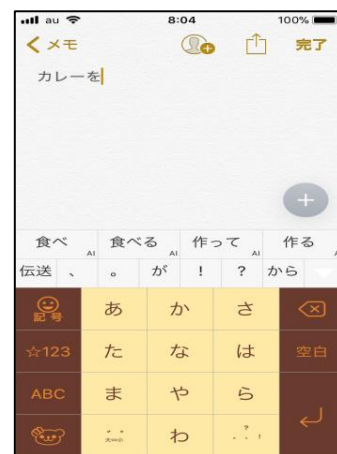 au 8:04 100%
メモ 完了
カレーを
食べ AI 食べる AI 作って AI 作る
伝送 、 。 が ! ? から
記号 あ か さ
☆123 た な は 空白
ABC ま や ら
大⇔小 わ 、。?!